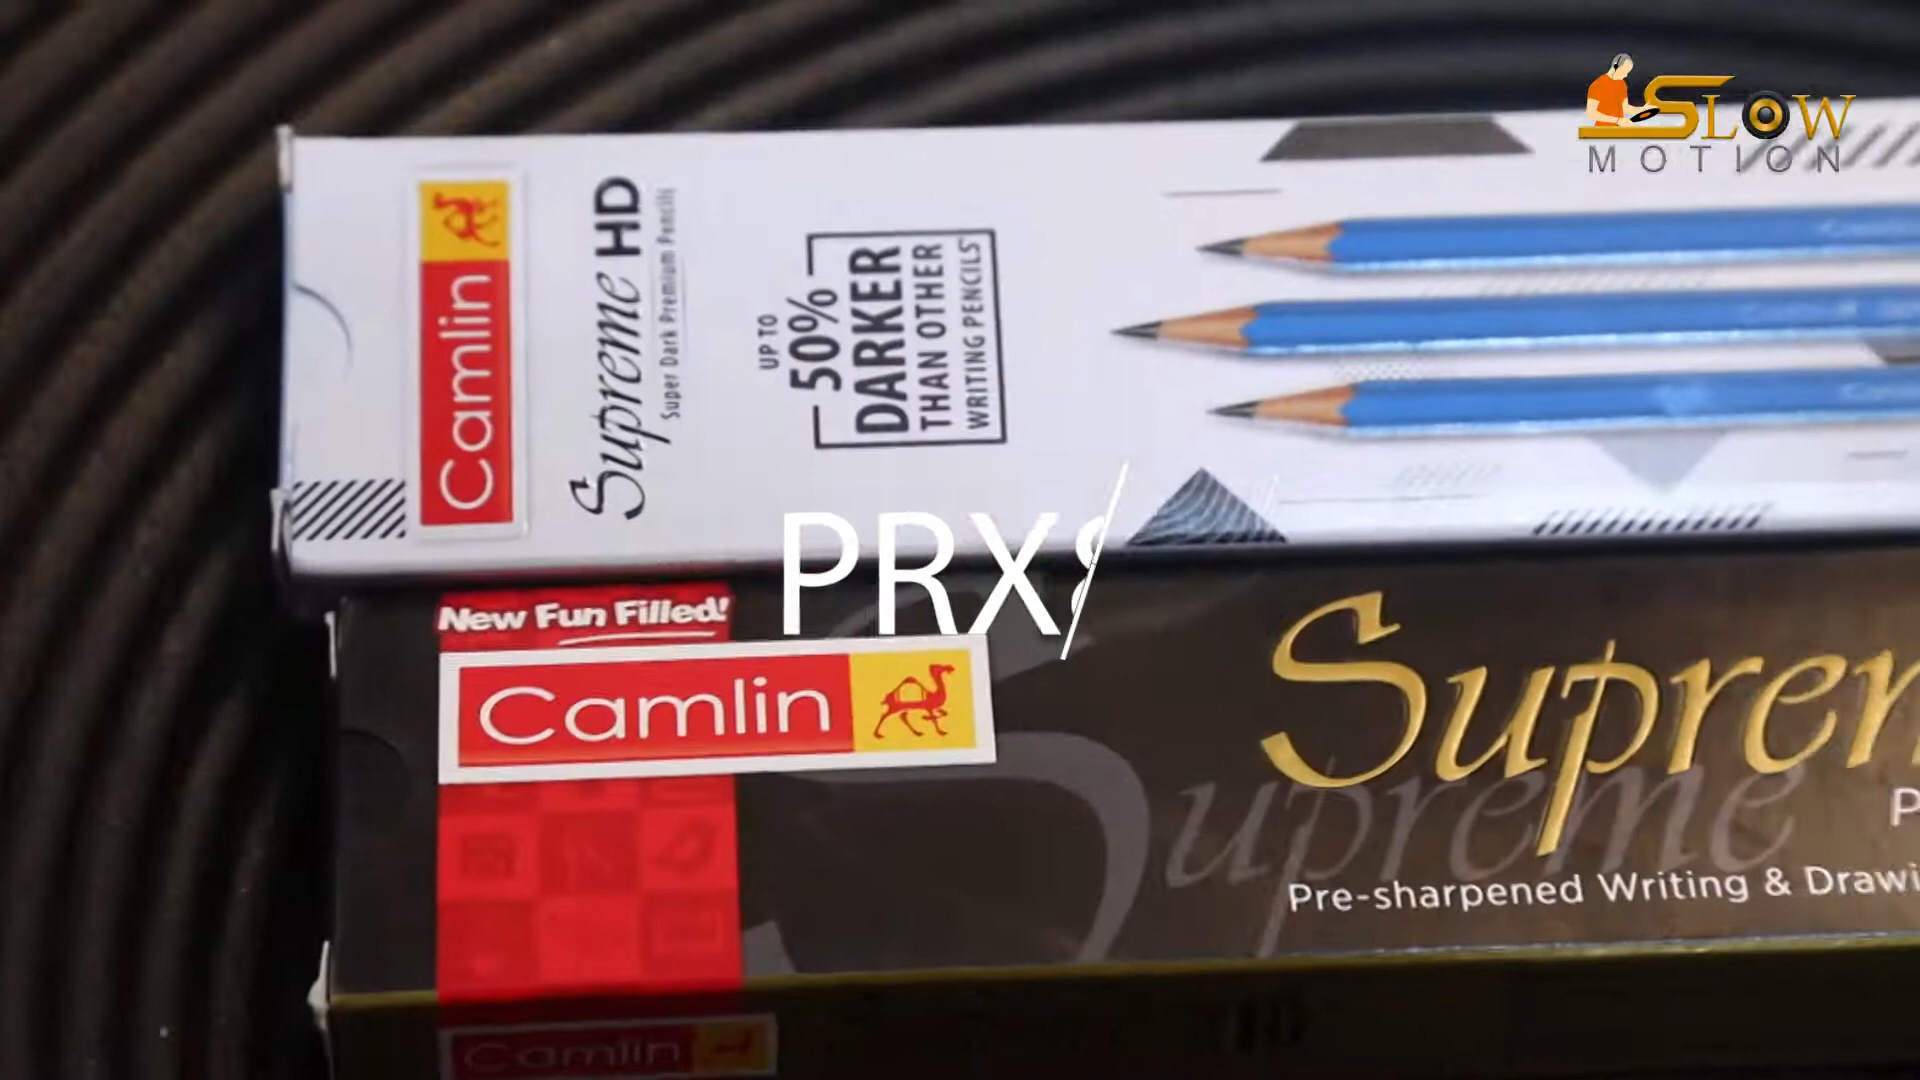 SLOW
MOTION
Camlin
Supreme HD
Super Dark Premium Pencils
UP TO
50%
DARKER
THAN OTHER
WRITING PENCILS
PRX
New Fun Filled!
Camlin
Supreme
Pre-sharpened Writing &
Camlin